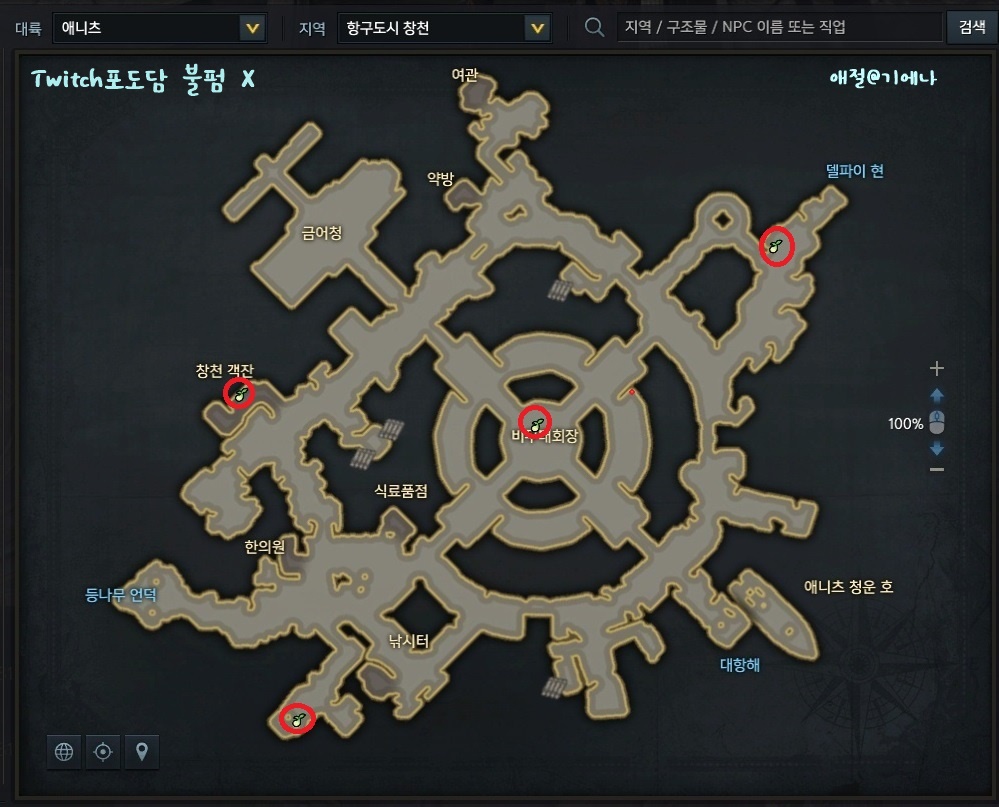 대륙 애니츠 지역 항구도시 창천 지역 / 구조물 / NPC 이름 또는 직업 검색
Twitch포도담 불펌 X 애절@기에나
여관
델파이 현
약방
금어청
창천 객잔
100%
식료품점
한의원
애니츠 청운 호
등나무 언덕
낚시터
대항해